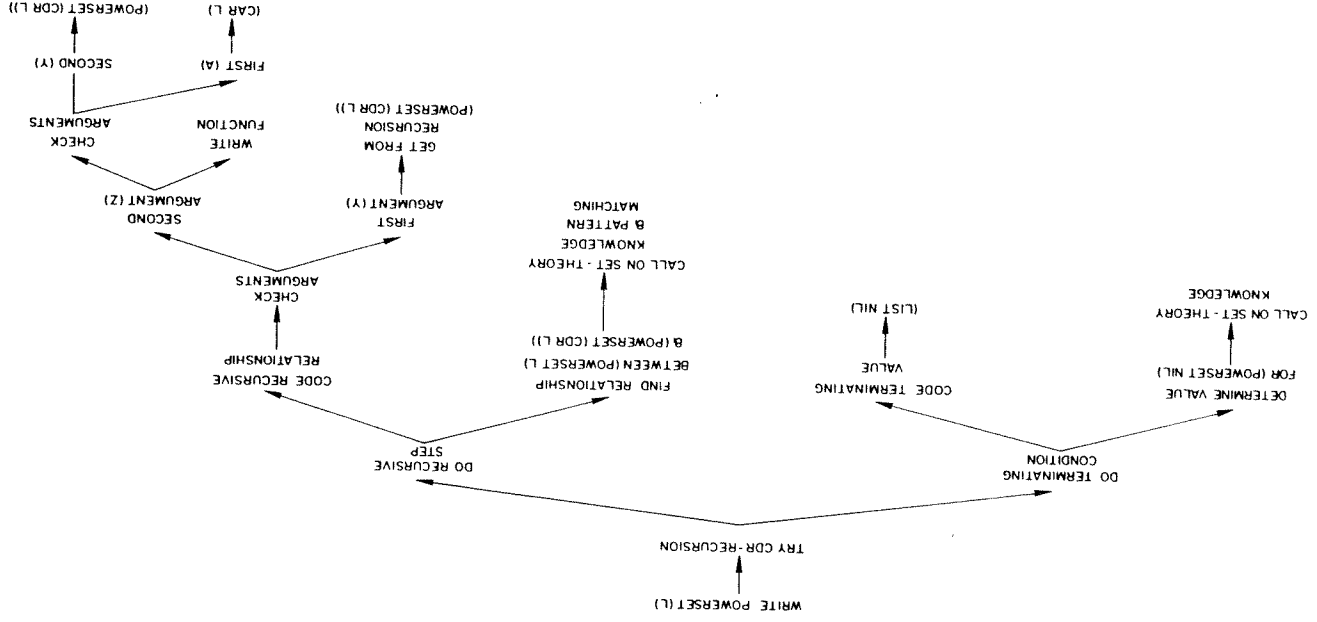 WRITE POWERSET (L)
TRY CDR-RECURSION
DO TERMINATING
CONDITION
DO RECURSIVE
STEP
DETERMINE VALUE
FOR (POWERSET NIL)
CODE TERMINATING
VALUE
FIND RELATIONSHIP
BETWEEN (POWERSET L)
& (POWERSET (CDR L))
CODE RECURSIVE
RELATIONSHIP
CALL ON SET-THEORY
KNOWLEDGE
(LIST NIL)
CALL ON SET-THEORY
KNOWLEDGE
& PATTERN
MATCHING
CHECK
ARGUMENTS
FIRST
ARGUMENT (Y)
SECOND
ARGUMENT (Z)
GET FROM
RECURSION
(POWERSET (CDR L))
WRITE
FUNCTION
CHECK
ARGUMENTS
FIRST (A)
SECOND (Y)
(CAR L)
(POWERSET (CDR L))